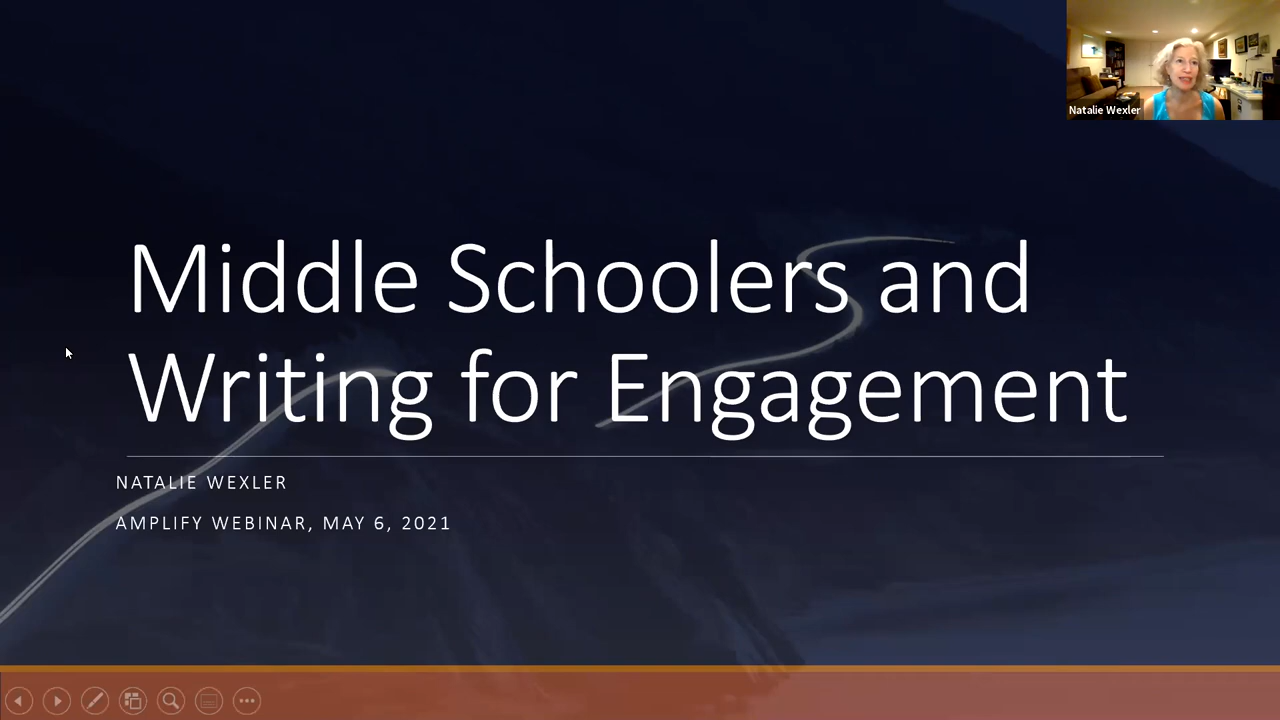 Natalie Wexler
Middle Schoolers and
Writing for Engagement
NATALIE WEXLER
AMPLIFY WEBINAR, MAY 6, 2021